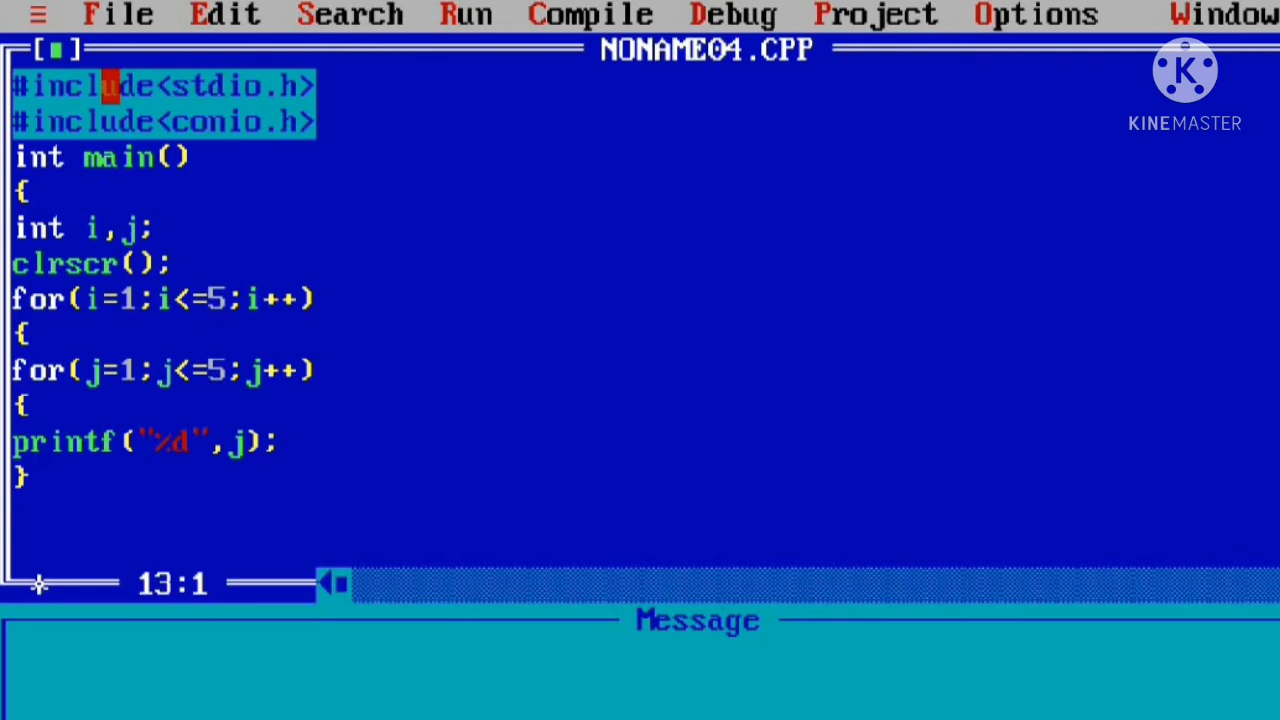 ≡ File Edit Search Run Compile Debug Project Options Window
[■] NONAME04.CPP
K
KINEMASTER
#include<stdio.h>
#include<conio.h>
int main()
{
int i,j;
clrscr();
for(i=1;i<=5;i++)
{
for(j=1;j<=5;j++)
{
printf("%d",j);
}
13:1
Message